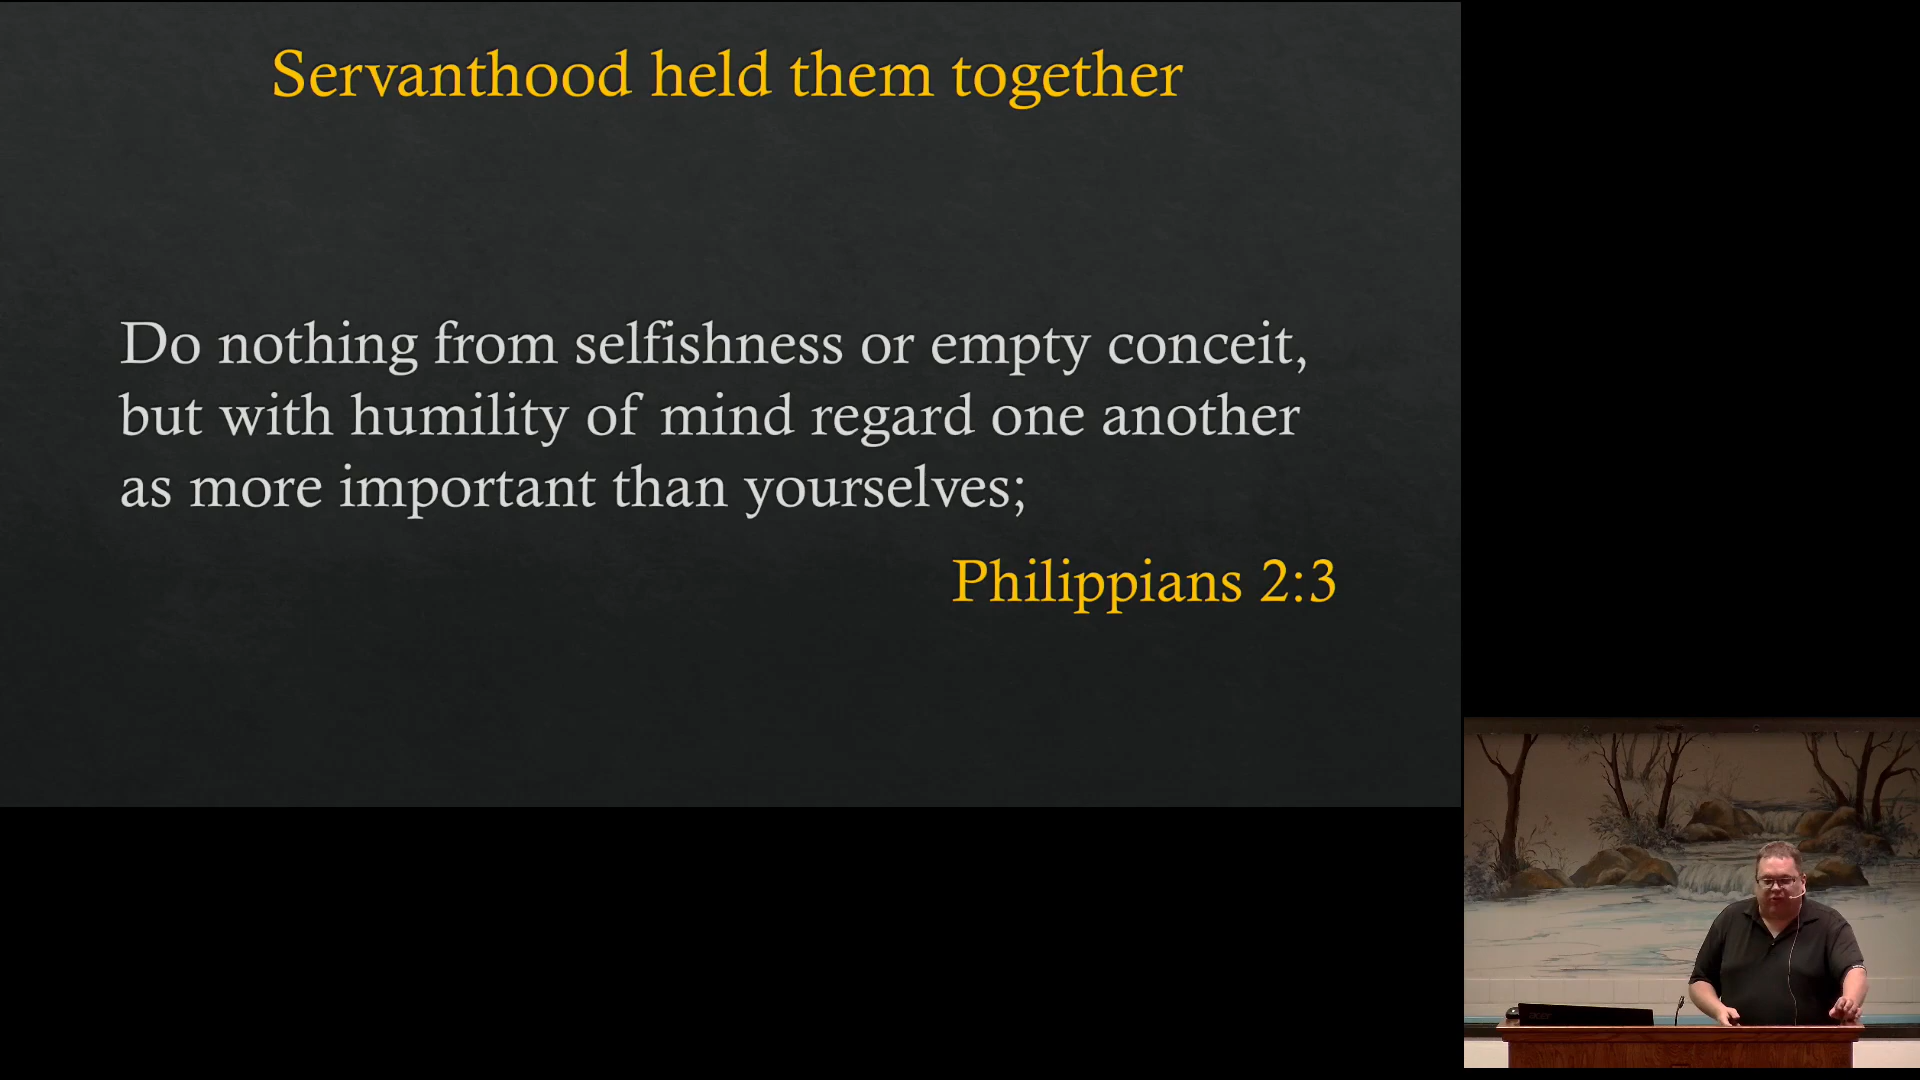 Servanthood held them together
Do nothing from selfishness or empty conceit,
but with humility of mind regard one another
as more important than yourselves;
Philippians 2:3
acer